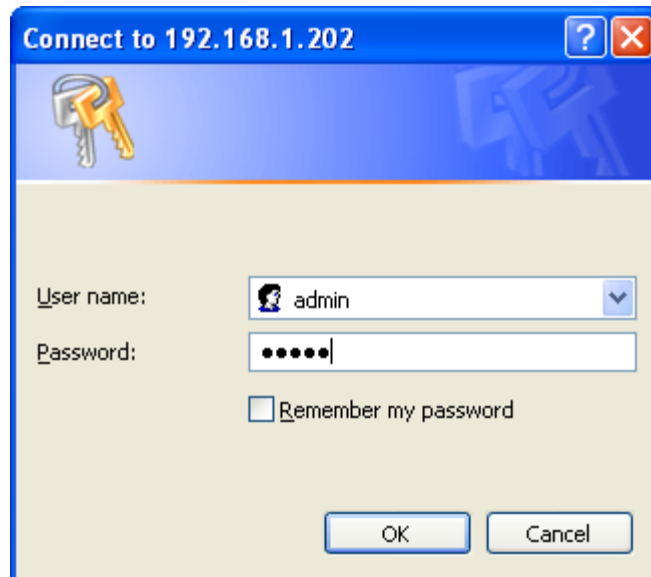 Connect to 192.168.1.202
User name:
admin
Password:
●●●●●
Remember my password
OK
Cancel